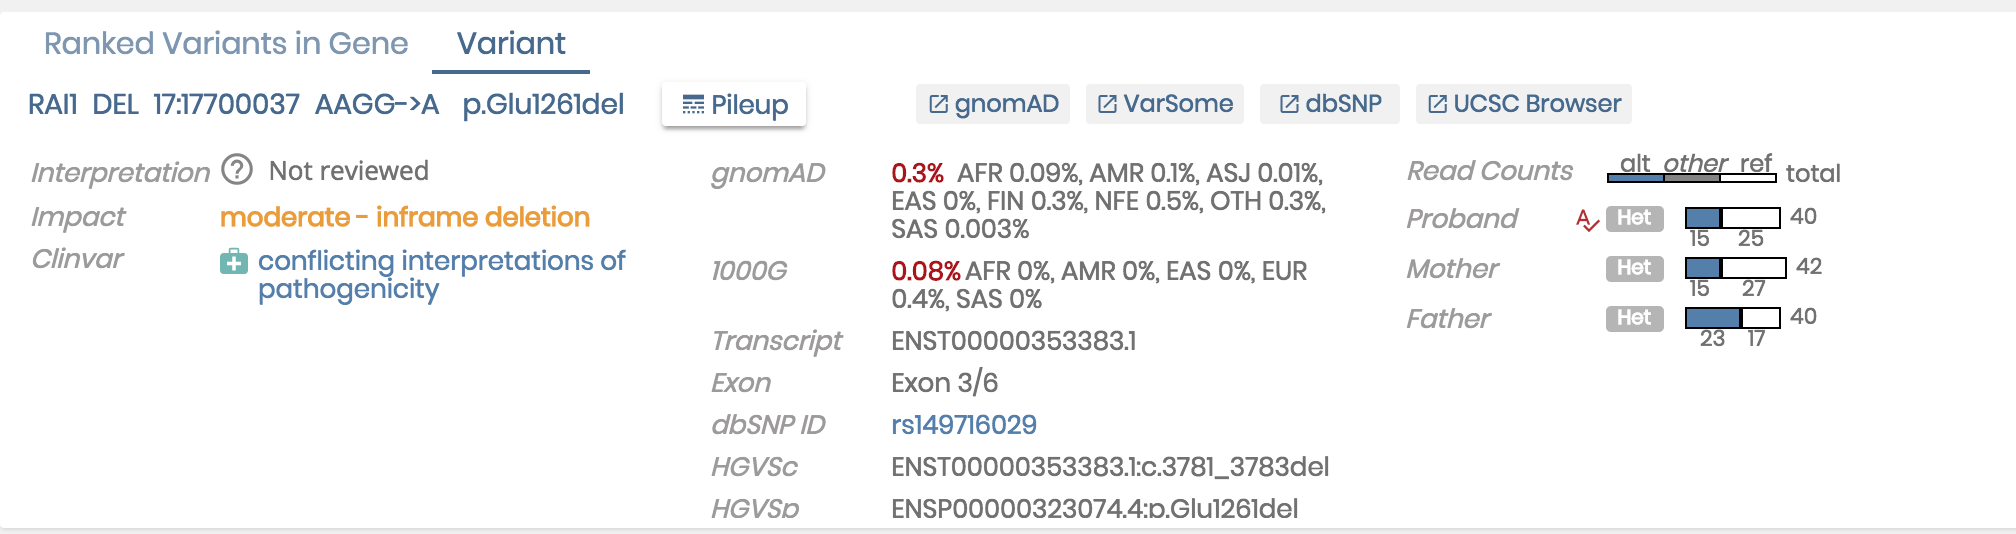 Ranked Variants in Gene Variant
RAI1 DEL 17:17700037 AAGG->A p.Glu1261del Pileup gnomAD VarSome dbSNP UCSC Browser
Interpretation ? Not reviewed
Impact moderate - inframe deletion
Clinvar conflicting interpretations of
pathogenicity
gnomAD 0.3% AFR 0.09%, AMR 0.1%, ASJ 0.01%,
EAS 0%, FIN 0.3%, NFE 0.5%, OTH 0.3%,
SAS 0.003%
1000G 0.08% AFR 0%, AMR 0%, EAS 0%, EUR
0.4%, SAS 0%
Transcript ENST00000353383.1
Exon Exon 3/6
dbSNP ID rs149716029
HGVSc ENST00000353383.1:c.3781_3783del
HGVSp ENSP00000323074.4:p.Glu1261del
Read Counts alt other ref total
Proband A Het 40
15 25
Mother Het 42
15 27
Father Het 40
23 17